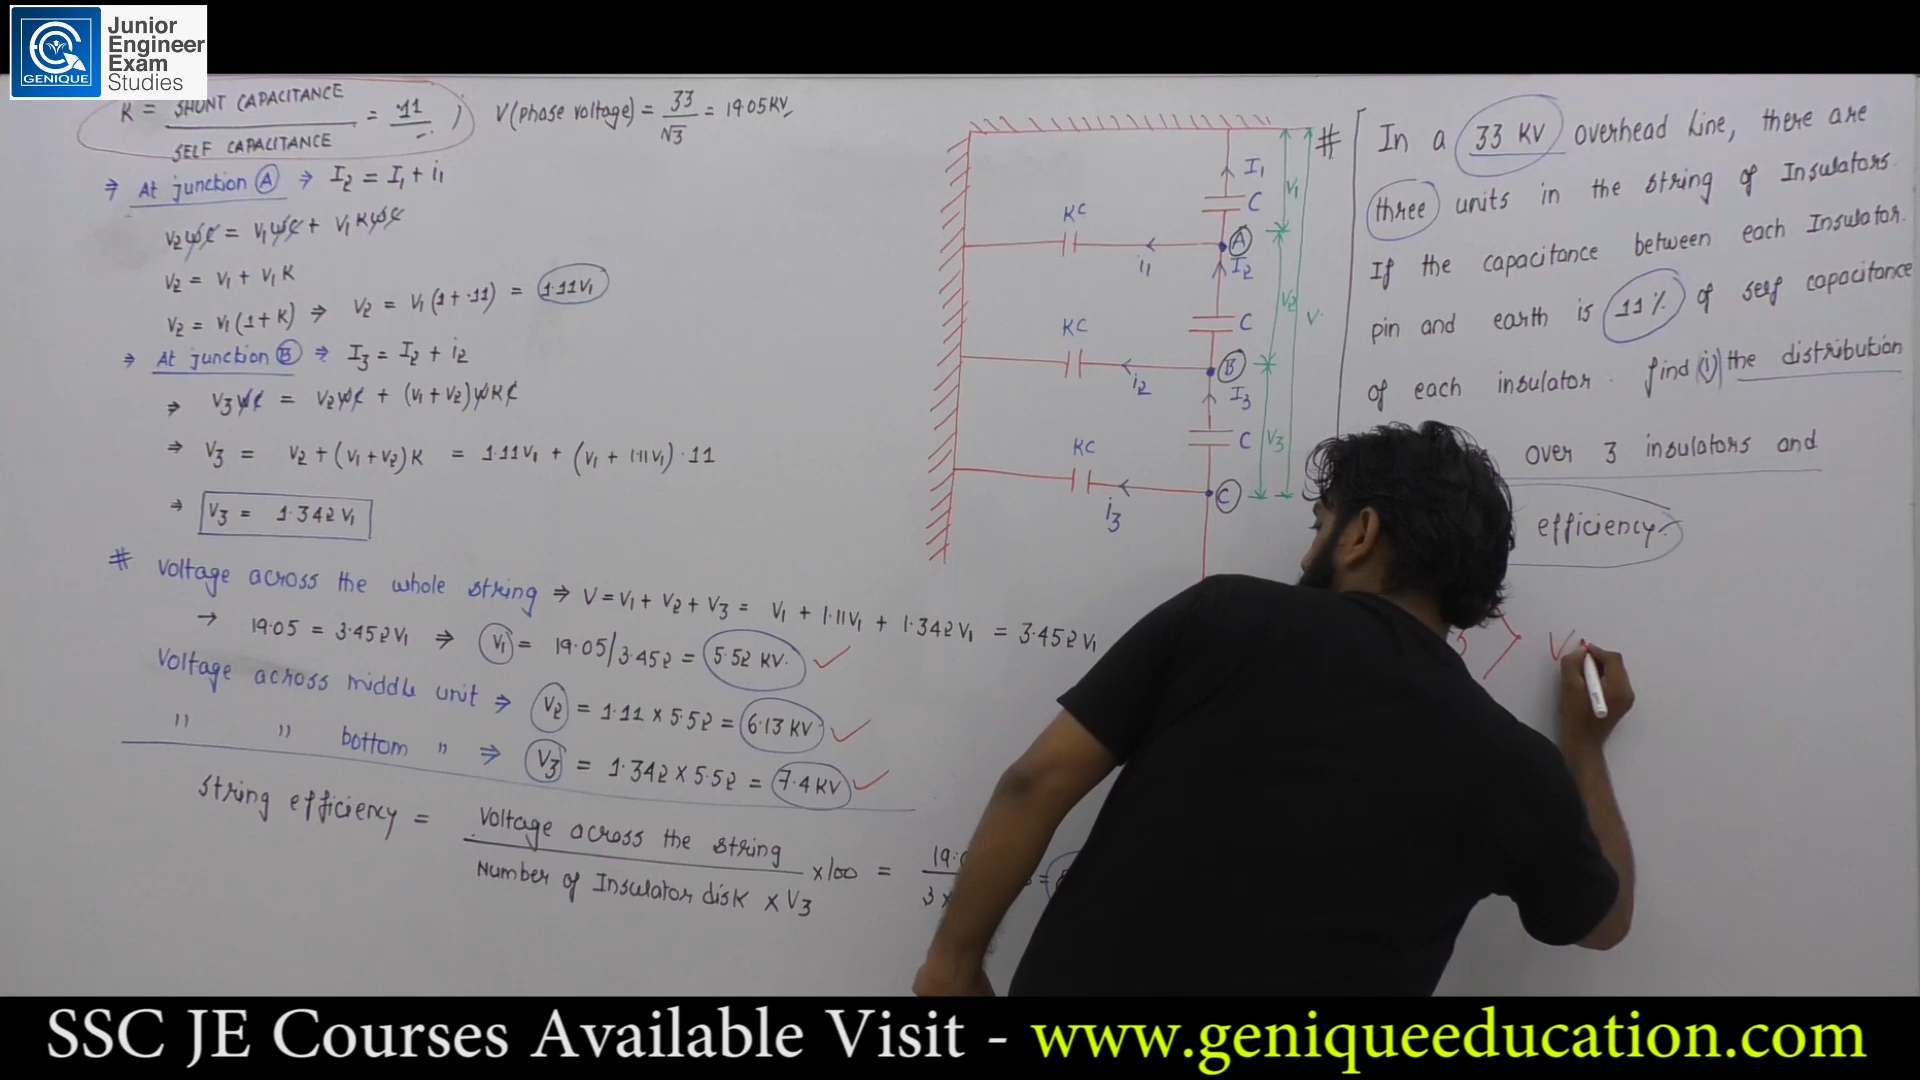 Junior
Engineer
Exam
Studies
GENIQUE
K = SHUNT CAPACITANCE / SELF CAPACITANCE = .11 ; V (phase voltage) = 33/√3 = 19.05 KV
⇒ At junction (A) ⇒ I2 = I1 + i1
V2ωC = V1ωC + V1KωC
V2 = V1 + V1K
V2 = V1(1+K) ⇒ V2 = V1(1+.11) = 1.11V1
⇒ At junction (B) ⇒ I3 = I2 + i2
⇒ V3ωC = V2ωC + (V1+V2)ωKC
⇒ V3 = V2 + (V1+V2)K = 1.11V1 + (V1 + 1.11V1).11
⇒ V3 = 1.342V1
# Voltage across the whole string ⇒ V = V1 + V2 + V3 = V1 + 1.11V1 + 1.342V1 = 3.452V1
→ 19.05 = 3.452V1 ⇒ V1 = 19.05/3.452 = 5.52 KV.
Voltage across middle unit ⇒ V2 = 1.11 x 5.52 = 6.13 KV
" " bottom " ⇒ V3 = 1.342 x 5.52 = 7.4 KV
String efficiency = Voltage across the string / Number of Insulator disk x V3 x100 =
I1
C
V1
KC
A
i1
I2
C
V2
V
KC
B
i2
I3
C
V3
KC
C
i3
# In a 33 KV overhead Line, there are
three units in the string of Insulators.
If the capacitance between each Insulator.
pin and earth is 11% of self capacitance
of each insulator. find (i) the distribution
over 3 insulators and
efficiency.
SSC JE Courses Available Visit - www.geniqueeducation.com